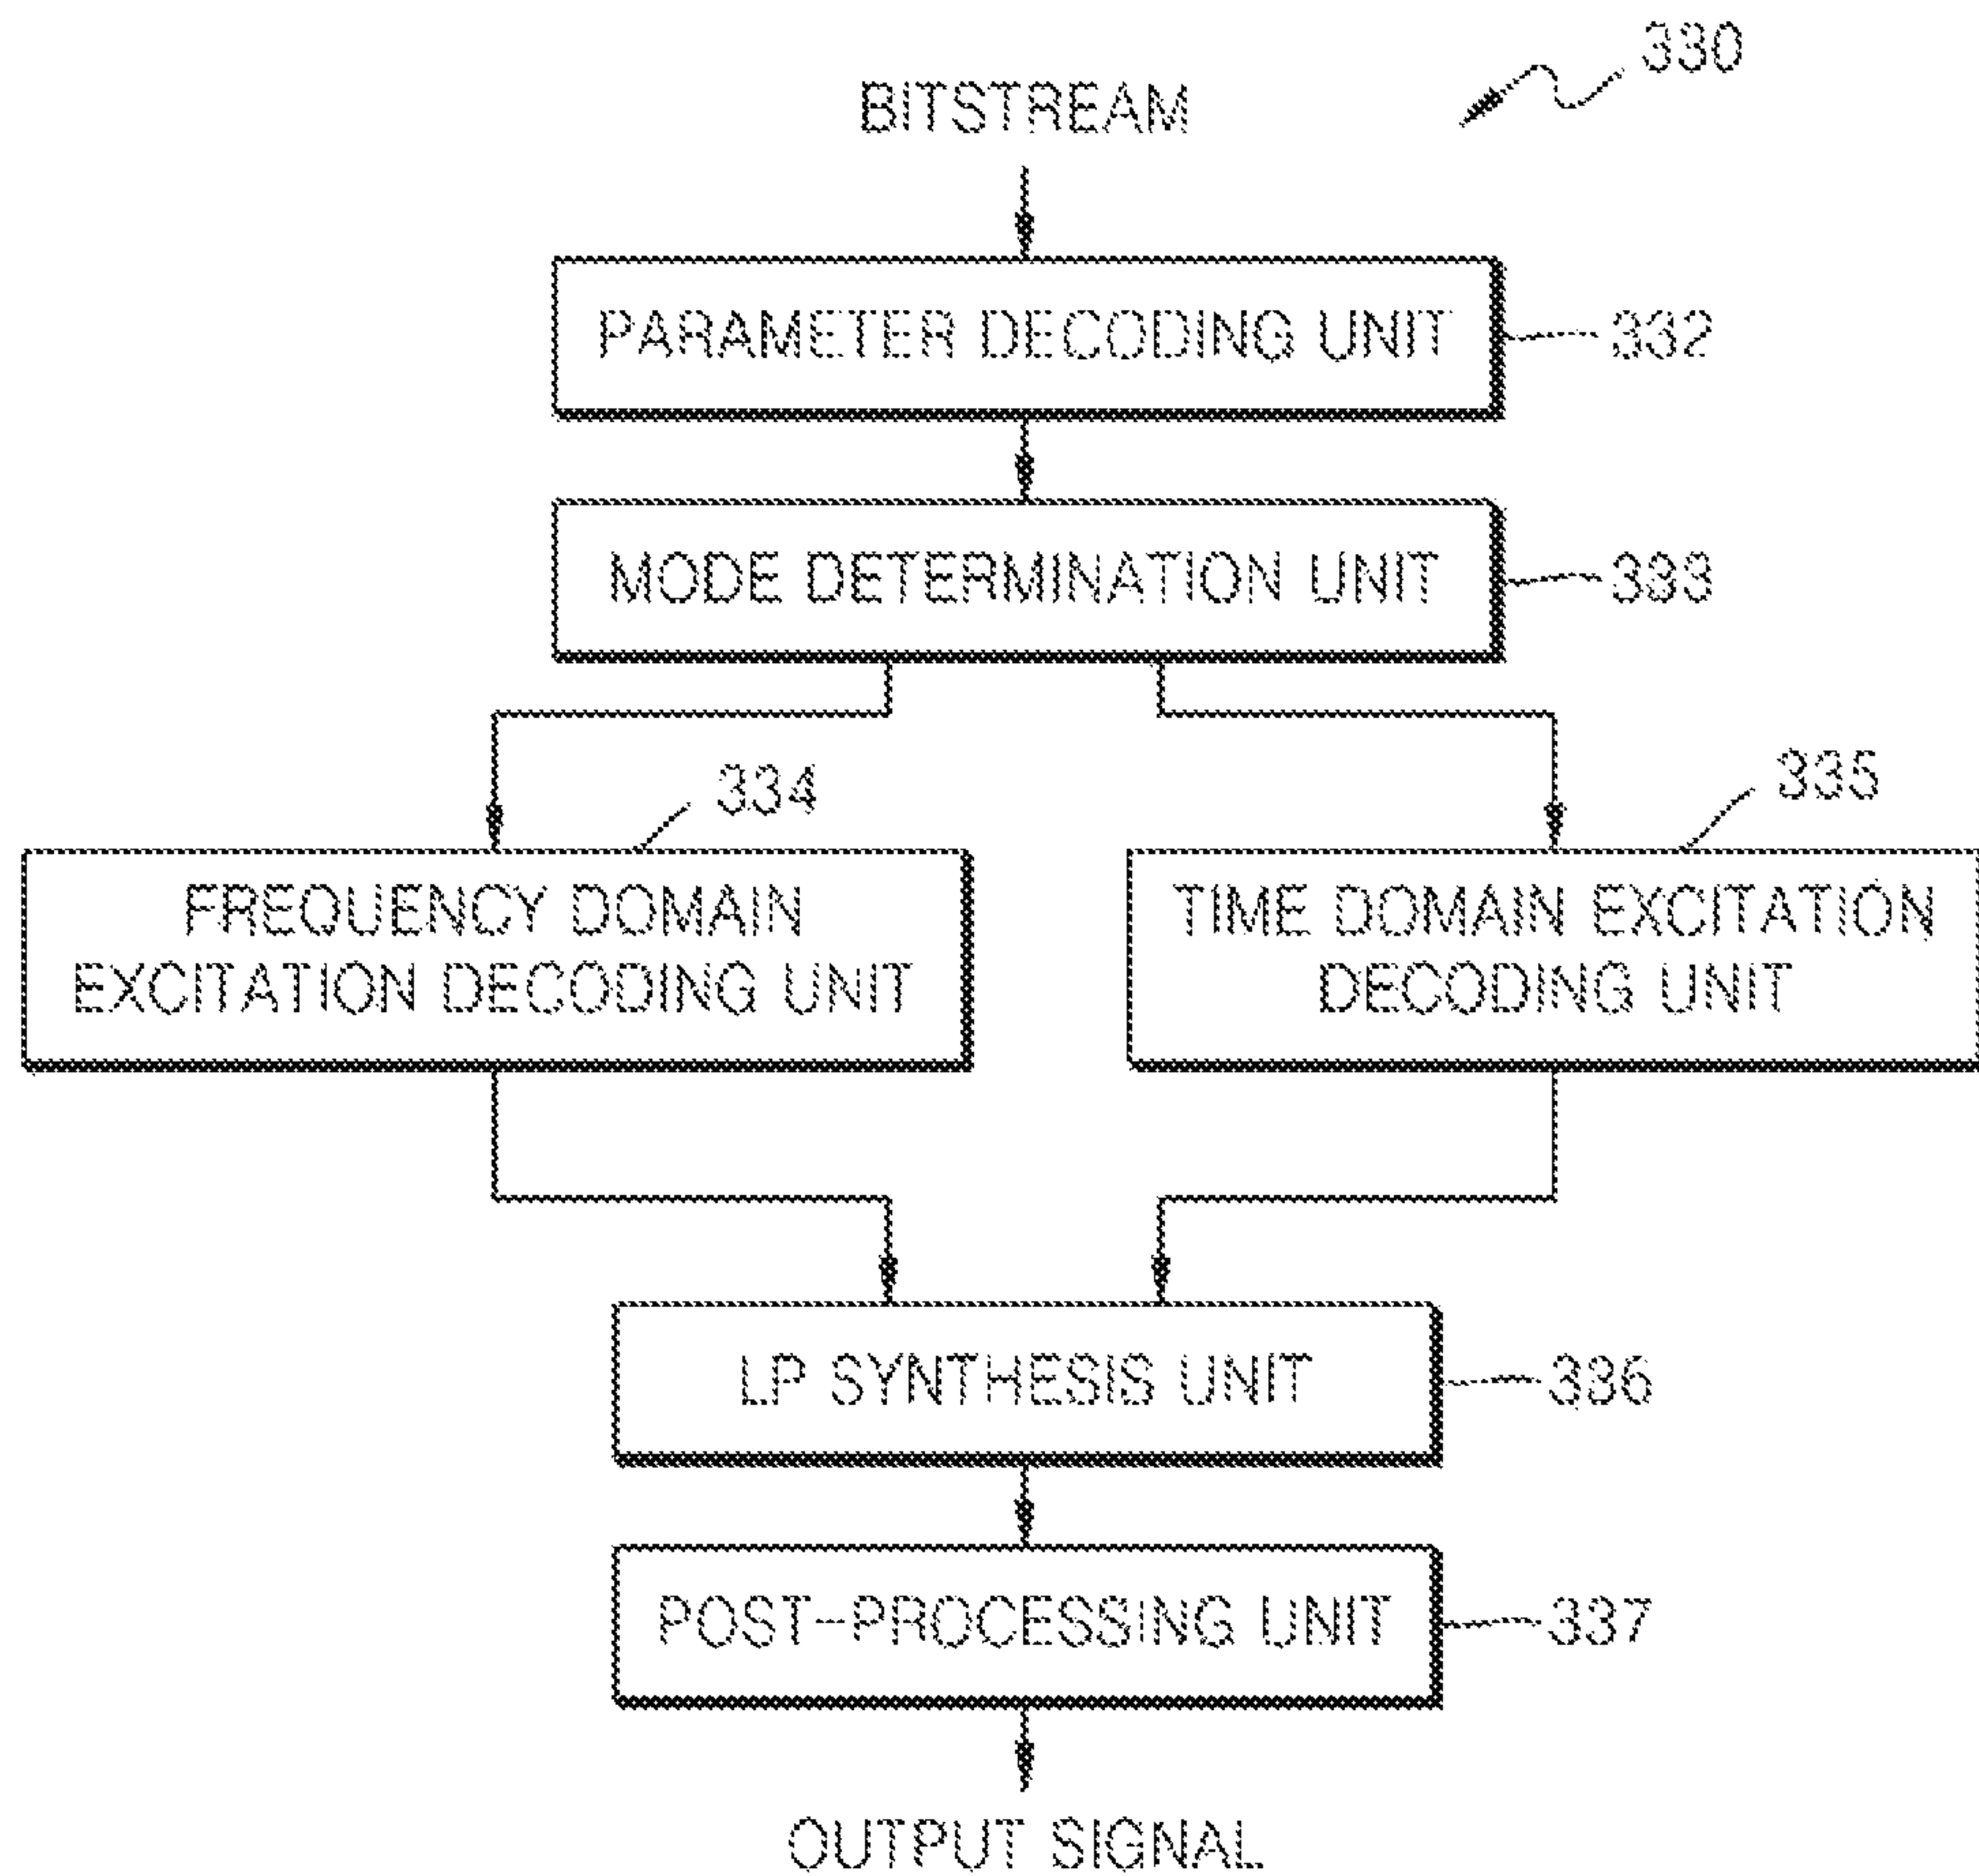 330
BITSTREAM
PARAMETER DECODING UNIT
332
MODE DETERMINATION UNIT
333
334
335
FREQUENCY DOMAIN
EXCITATION DECODING UNIT
TIME DOMAIN EXCITATION
DECODING UNIT
LP SYNTHESIS UNIT
336
POST-PROCESSING UNIT
337
OUTPUT SIGNAL